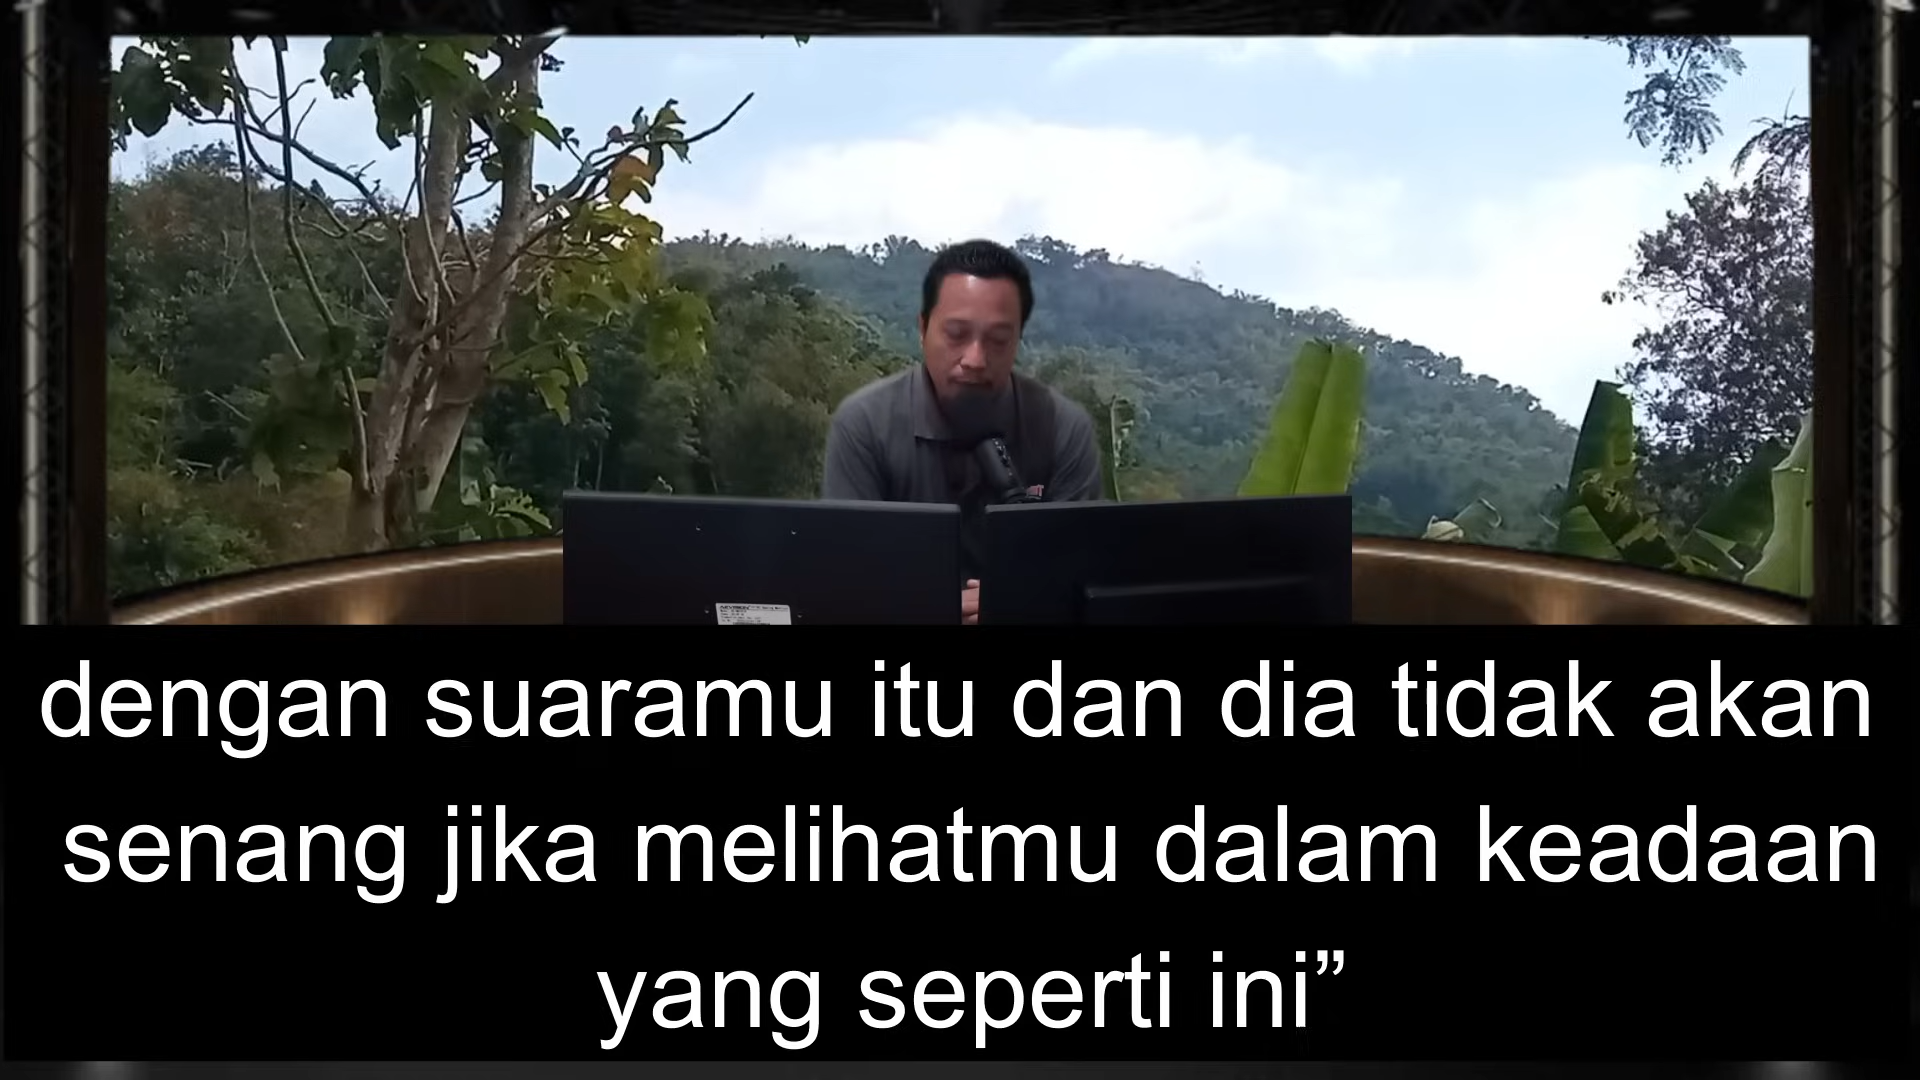 dengan suaramu itu dan dia tidak akan
senang jika melihatmu dalam keadaan
yang seperti ini”